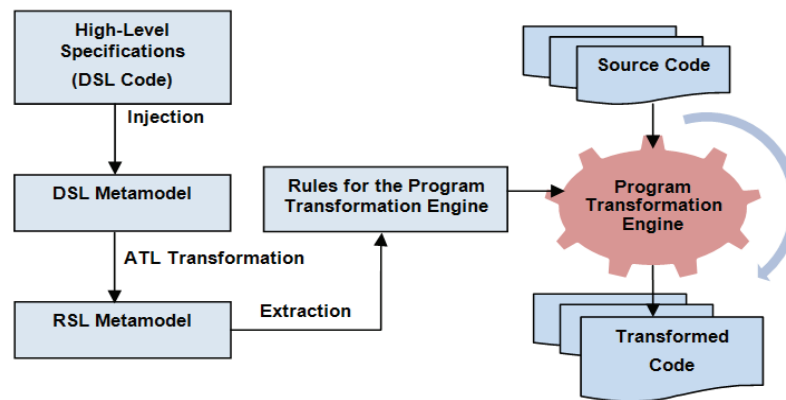 High-Level
Specifications
(DSL Code)
Injection
DSL Metamodel
ATL Transformation
RSL Metamodel
Extraction
Rules for the Program
Transformation Engine
Source Code
Program
Transformation
Engine
Transformed
Code